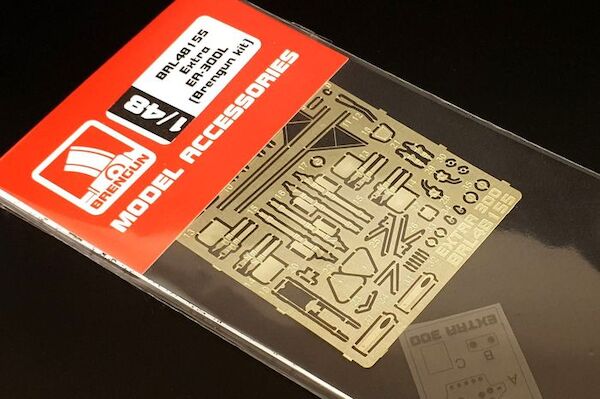 BRL48155
Extra
EA-300L
(Brengun kit)
1/48
BRENGUN
MODEL ACCESSORIES
EXTRA 300
BRL48155
EXTRA 300
A
B
C